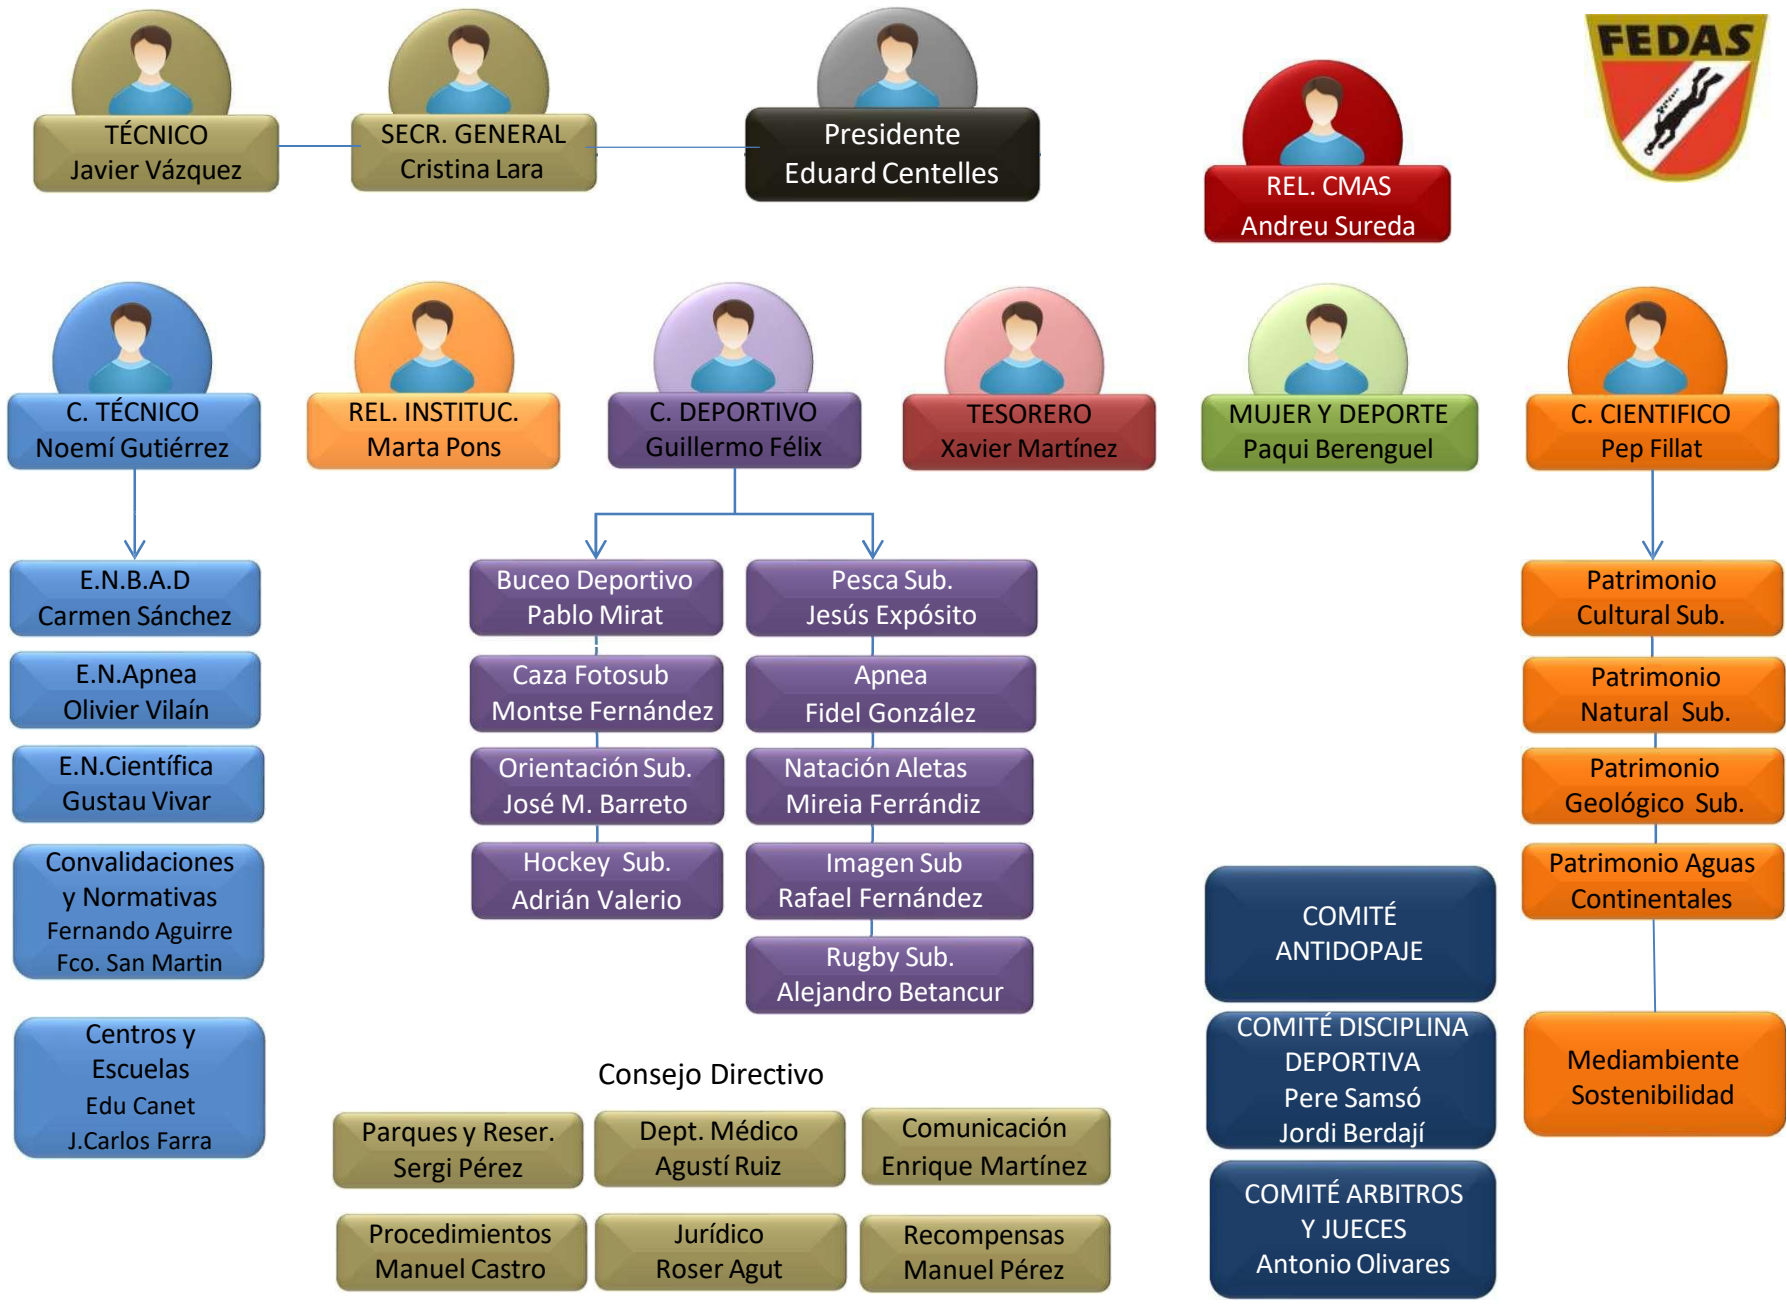 TÉCNICO
Javier Vázquez
SECR. GENERAL
Cristina Lara
Presidente
Eduard Centelles
REL. CMAS
Andreu Sureda
FEDAS
C. TÉCNICO
Noemí Gutiérrez
REL. INSTITUC.
Marta Pons
C. DEPORTIVO
Guillermo Félix
TESORERO
Xavier Martínez
MUJER Y DEPORTE
Paqui Berenguel
C. CIENTIFICO
Pep Fillat
E.N.B.A.D
Carmen Sánchez
E.N.Apnea
Olivier Vilaín
E.N.Científica
Gustau Vivar
Convalidaciones
y Normativas
Fernando Aguirre
Fco. San Martin
Centros y
Escuelas
Edu Canet
J.Carlos Farra
Buceo Deportivo
Pablo Mirat
Caza Fotosub
Montse Fernández
Orientación Sub.
José M. Barreto
Hockey Sub.
Adrián Valerio
Pesca Sub.
Jesús Expósito
Apnea
Fidel González
Natación Aletas
Mireia Ferrándiz
Imagen Sub
Rafael Fernández
Rugby Sub.
Alejandro Betancur
Patrimonio
Cultural Sub.
Patrimonio
Natural Sub.
Patrimonio
Geológico Sub.
Patrimonio Aguas
Continentales
Mediambiente
Sostenibilidad
COMITÉ
ANTIDOPAJE
COMITÉ DISCIPLINA
DEPORTIVA
Pere Samsó
Jordi Berdají
COMITÉ ARBITROS
Y JUECES
Antonio Olivares
Consejo Directivo
Parques y Reser.
Sergi Pérez
Dept. Médico
Agustí Ruiz
Comunicación
Enrique Martínez
Procedimientos
Manuel Castro
Jurídico
Roser Agut
Recompensas
Manuel Pérez